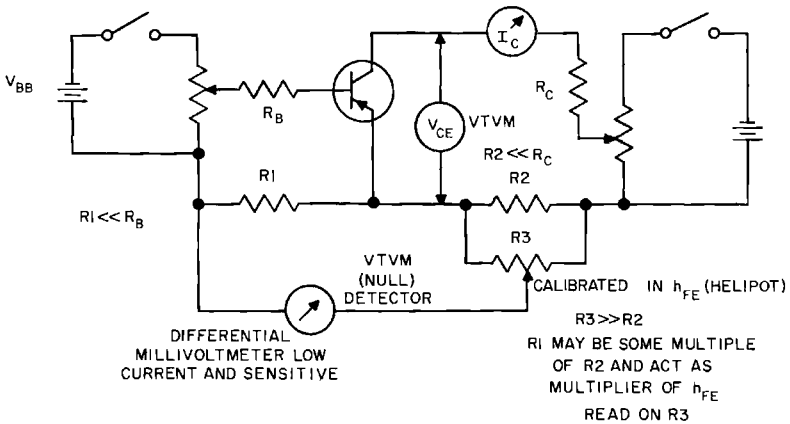 V_BB
R_B
R1
R1<<R_B
I_C
V_CE
VTVM
R2<<R_C
R_C
R2
R3
VTVM
(NULL)
DETECTOR
DIFFERENTIAL
MILLIVOLTMETER LOW
CURRENT AND SENSITIVE
CALIBRATED IN h_FE (HELIPOT)
R3>>R2
R1 MAY BE SOME MULTIPLE
OF R2 AND ACT AS
MULTIPLIER OF h_FE
READ ON R3